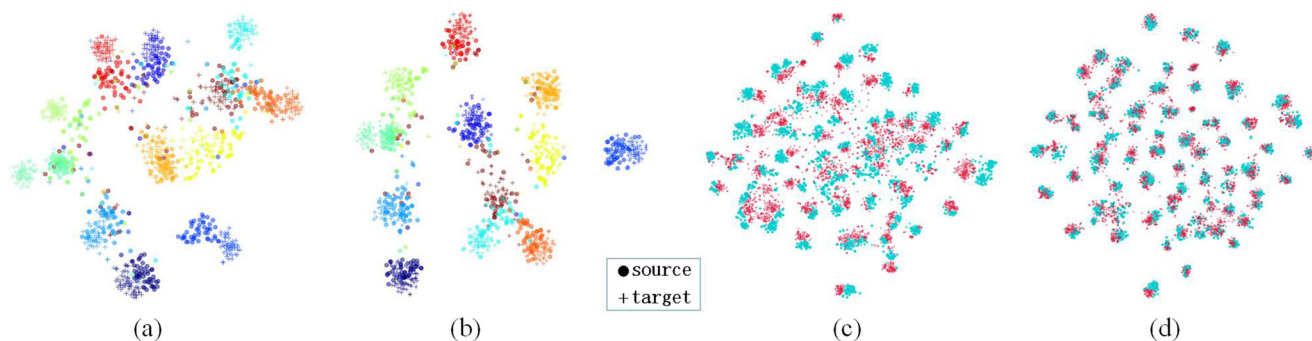 ● source
+ target
(a)
(b)
(c)
(d)